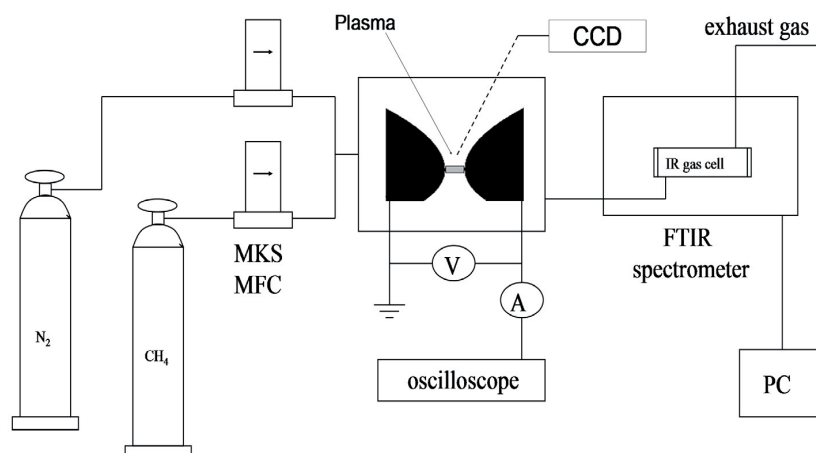 Plasma
CCD
exhaust gas
IR gas cell
MKS
MFC
V
FTIR
spectrometer
A
N₂
CH₄
oscilloscope
PC